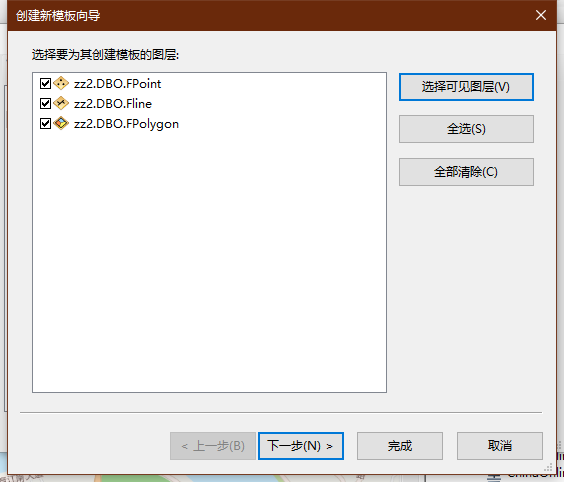 创建新模板向导
选择要为其创建模板的图层:
zz2.DBO.FPoint
zz2.DBO.Fline
zz2.DBO.FPolygon
选择可见图层(V)
全选(S)
全部清除(C)
< 上一步(B)
下一步(N) >
完成
取消